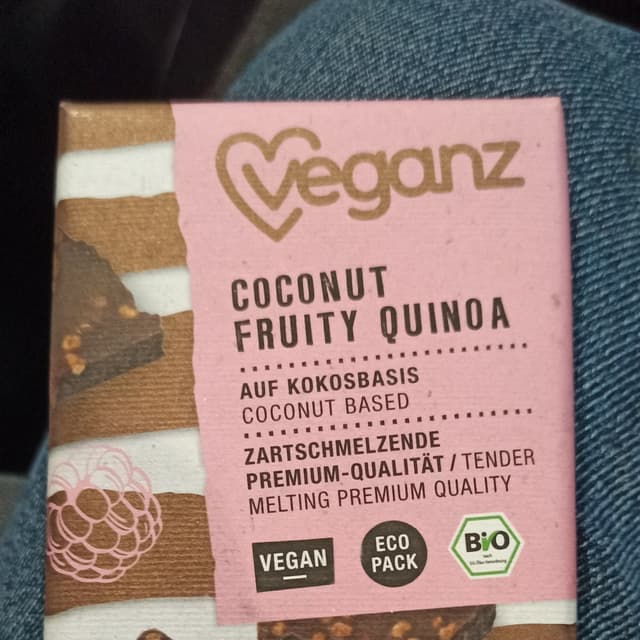 veganz
COCONUT
FRUITY QUINOA
AUF KOKOSBASIS
COCONUT BASED
ZARTSCHMELZENDE
PREMIUM-QUALITÄT / TENDER
MELTING PREMIUM QUALITY
VEGAN
ECO
PACK
BIO